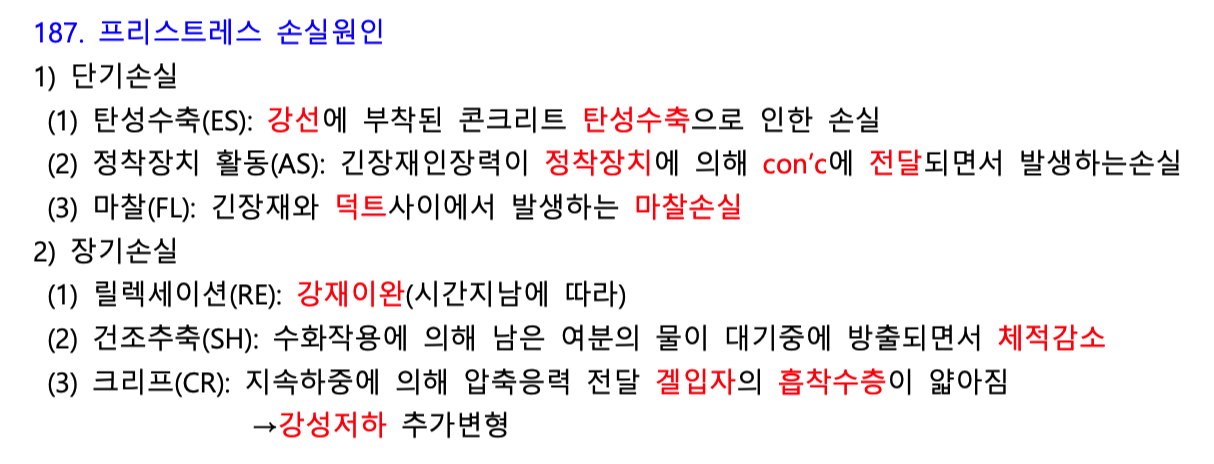 187. 프리스트레스 손실원인
1) 단기손실
(1) 탄성수축(ES): 강선에 부착된 콘크리트 탄성수축으로 인한 손실
(2) 정착장치 활동(AS): 긴장재인장력이 정착장치에 의해 con'c에 전달되면서 발생하는손실
(3) 마찰(FL): 긴장재와 덕트사이에서 발생하는 마찰손실
2) 장기손실
(1) 릴렉세이션(RE): 강재이완(시간지남에 따라)
(2) 건조추축(SH): 수화작용에 의해 남은 여분의 물이 대기중에 방출되면서 체적감소
(3) 크리프(CR): 지속하중에 의해 압축응력 전달 겔입자의 흡착수층이 얇아짐
→강성저하 추가변형